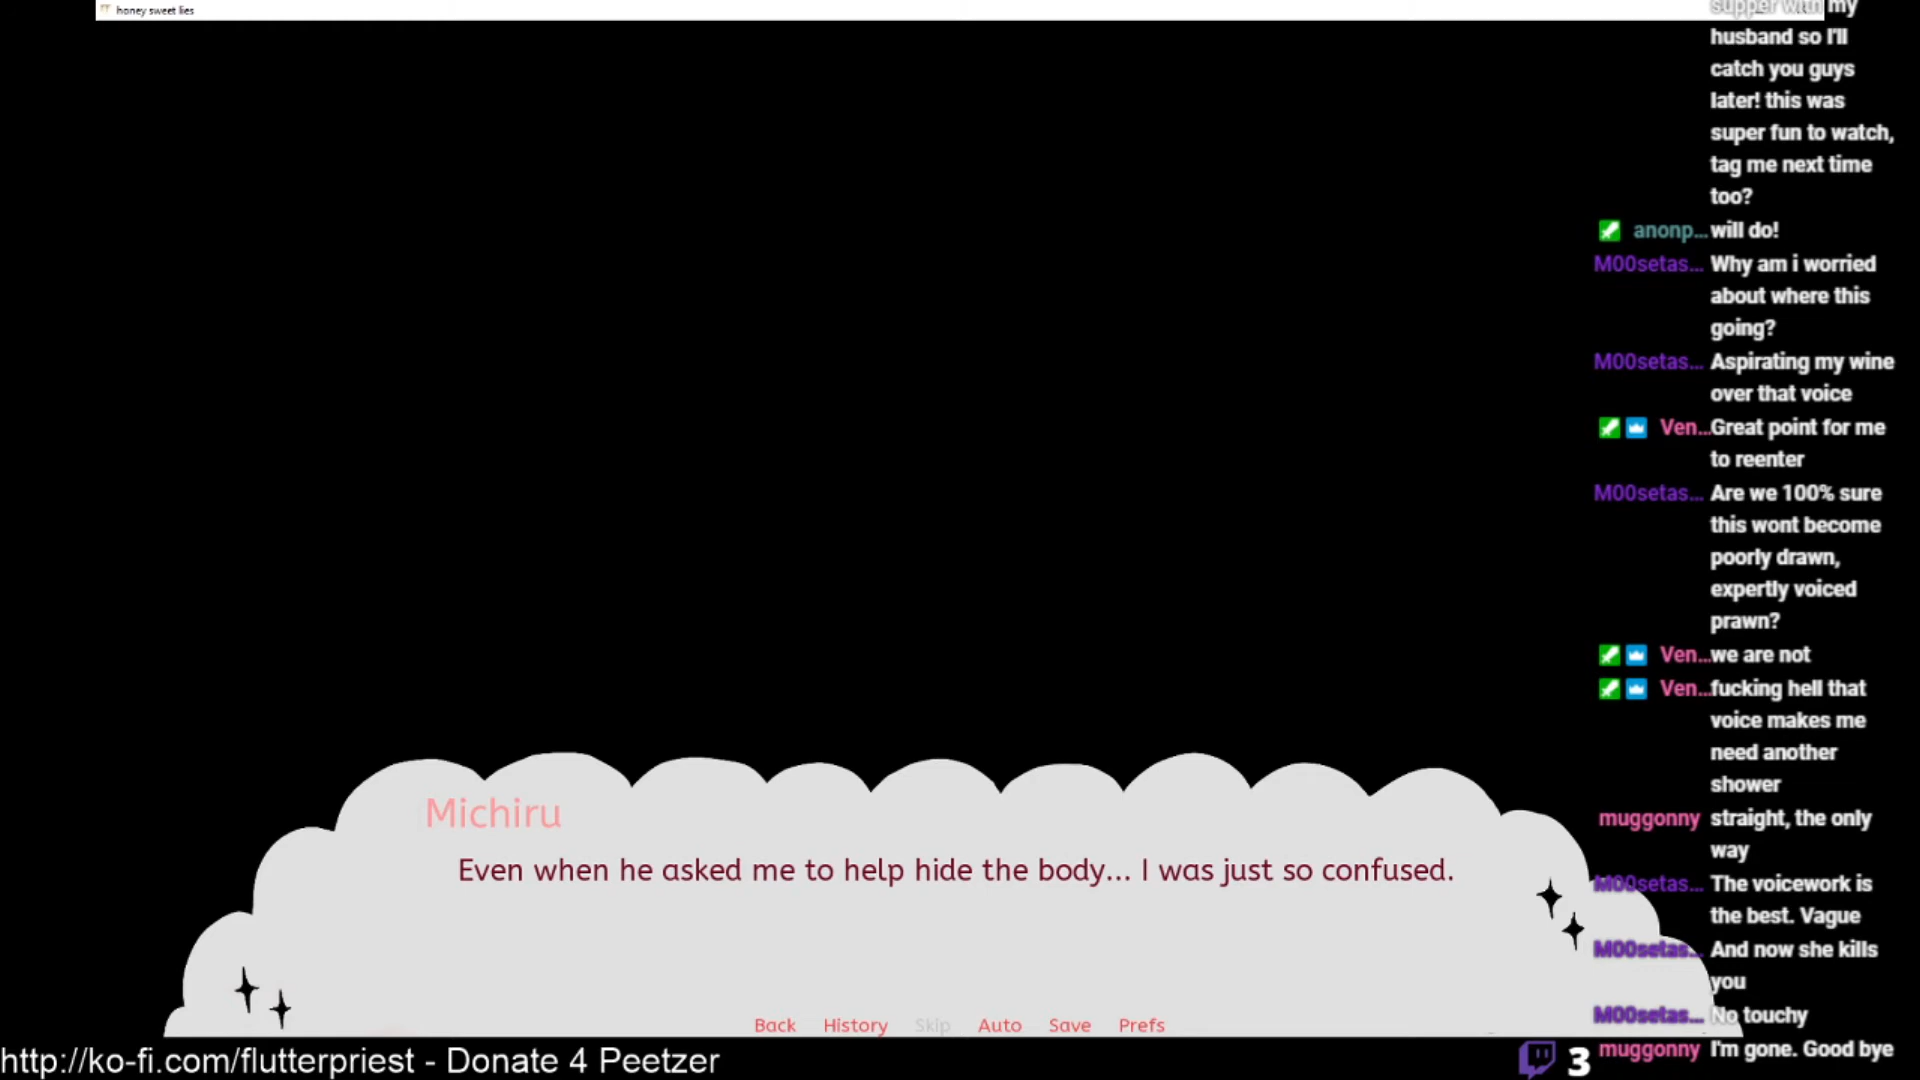 honey sweet lies
supper with my
husband so I'll
catch you guys
later! this was
super fun to watch,
tag me next time
too?
anonp... will do!
M00setas... Why am i worried
about where this
going?
M00setas... Aspirating my wine
over that voice
Ven... Great point for me
to reenter
M00setas... Are we 100% sure
this wont become
poorly drawn,
expertly voiced
prawn?
Ven... we are not
Ven... fucking hell that
voice makes me
need another
shower
muggonny straight, the only
way
M00setas... The voicework is
the best. Vague
M00setas... And now she kills
you
M00setas... No touchy
muggonny I'm gone. Good bye
Michiru
Even when he asked me to help hide the body... I was just so confused.
Back History Skip Auto Save Prefs
http://ko-fi.com/flutterpriest - Donate 4 Peetzer
3